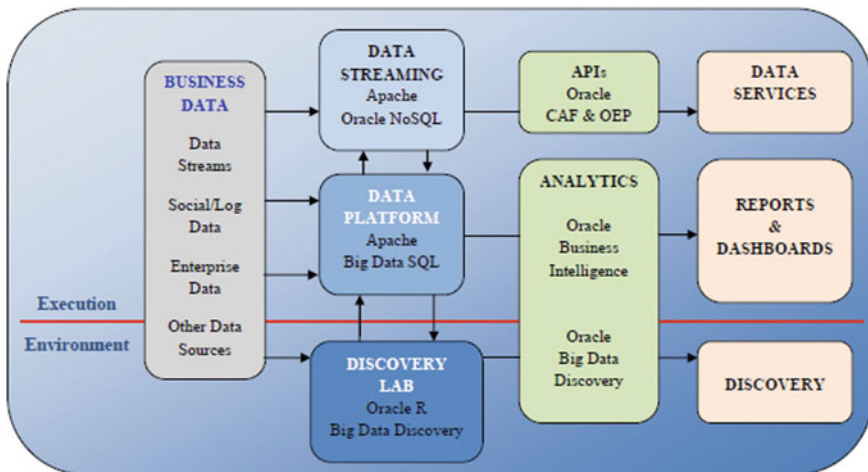 BUSINESS
DATA
Data
Streams
Social/Log
Data
Enterprise
Data
Other Data
Sources
DATA
STREAMING
Apache
Oracle NoSQL
DATA
PLATFORM
Apache
Big Data SQL
DISCOVERY
LAB
Oracle R
Big Data Discovery
APIs
Oracle
CAF & OEP
ANALYTICS
Oracle
Business
Intelligence
Oracle
Big Data
Discovery
DATA
SERVICES
REPORTS
&
DASHBOARDS
DISCOVERY
Execution
Environment